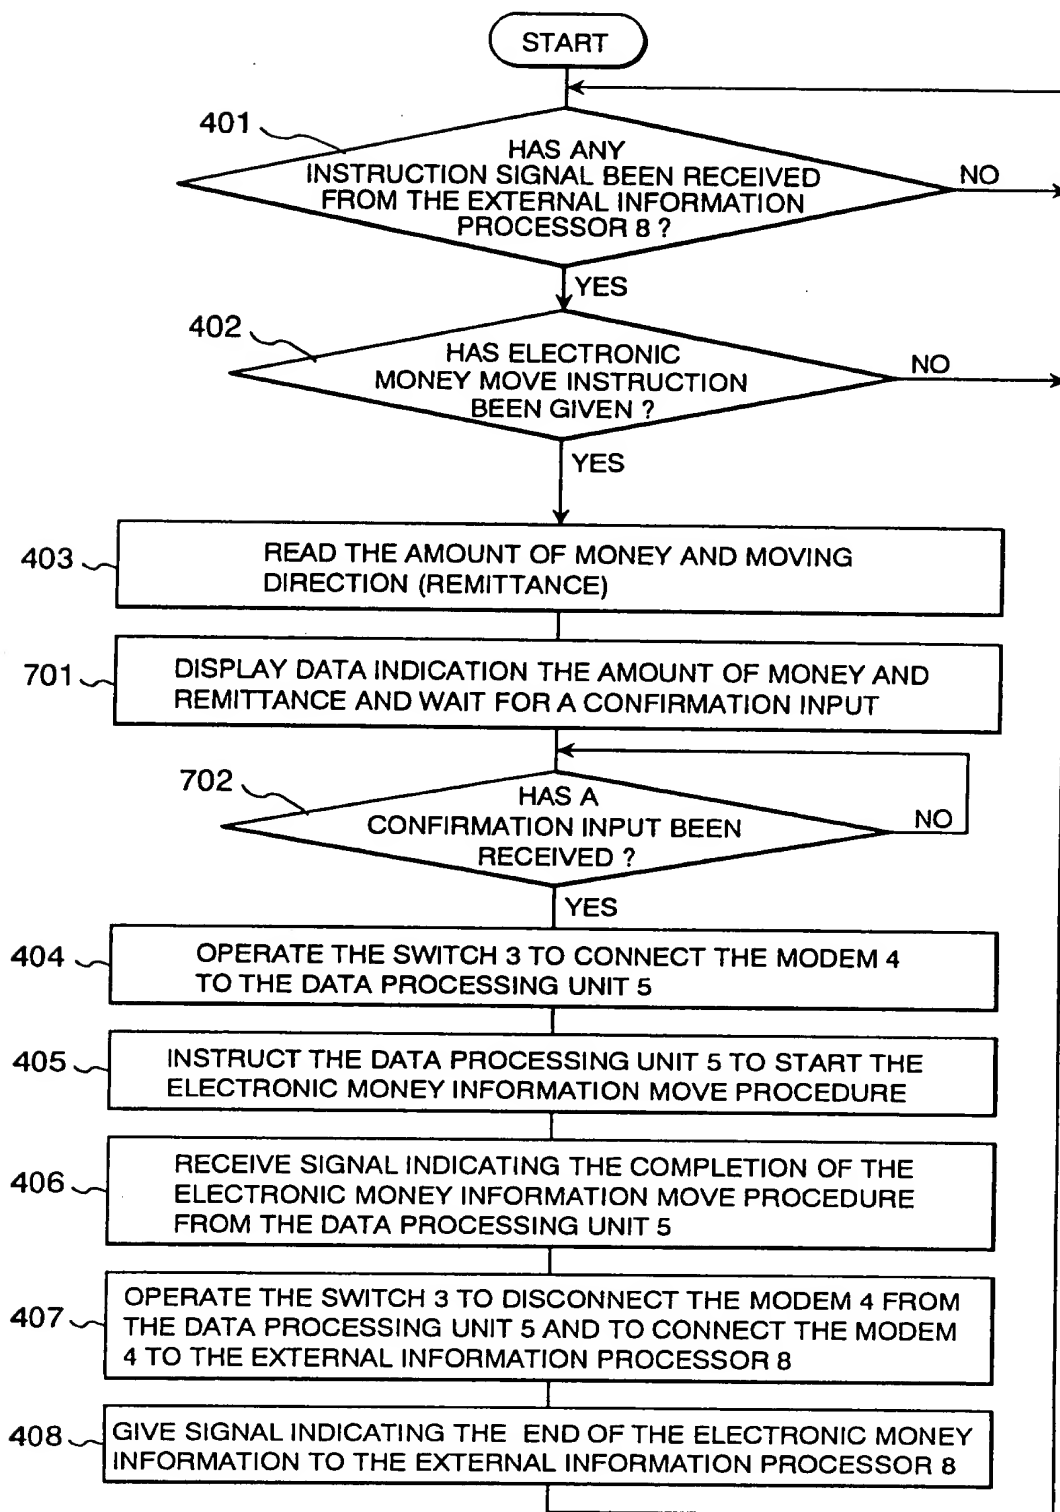 START
401
HAS ANY
INSTRUCTION SIGNAL BEEN RECEIVED
FROM THE EXTERNAL INFORMATION
PROCESSOR 8 ?
NO
YES
402
HAS ELECTRONIC
MONEY MOVE INSTRUCTION
BEEN GIVEN ?
NO
YES
403
READ THE AMOUNT OF MONEY AND MOVING
DIRECTION (REMITTANCE)
701
DISPLAY DATA INDICATION THE AMOUNT OF MONEY AND
REMITTANCE AND WAIT FOR A CONFIRMATION INPUT
702
HAS A
CONFIRMATION INPUT BEEN
RECEIVED ?
NO
YES
404
OPERATE THE SWITCH 3 TO CONNECT THE MODEM 4
TO THE DATA PROCESSING UNIT 5
405
INSTRUCT THE DATA PROCESSING UNIT 5 TO START THE
ELECTRONIC MONEY INFORMATION MOVE PROCEDURE
406
RECEIVE SIGNAL INDICATING THE COMPLETION OF THE
ELECTRONIC MONEY INFORMATION MOVE PROCEDURE
FROM THE DATA PROCESSING UNIT 5
407
OPERATE THE SWITCH 3 TO DISCONNECT THE MODEM 4 FROM
THE DATA PROCESSING UNIT 5 AND TO CONNECT THE MODEM
4 TO THE EXTERNAL INFORMATION PROCESSOR 8
408
GIVE SIGNAL INDICATING THE END OF THE ELECTRONIC MONEY
INFORMATION TO THE EXTERNAL INFORMATION PROCESSOR 8